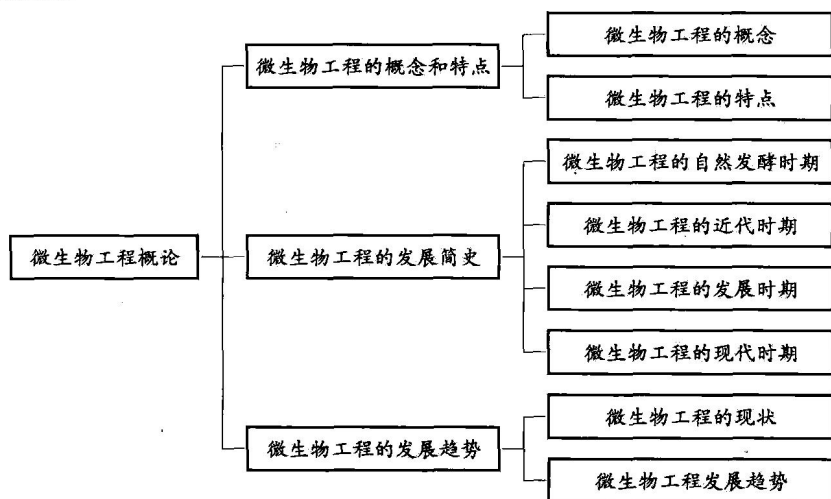 微生物工程概论
微生物工程的概念和特点
微生物工程的概念
微生物工程的特点
微生物工程的发展简史
微生物工程的自然发酵时期
微生物工程的近代时期
微生物工程的发展时期
微生物工程的现代时期
微生物工程的发展趋势
微生物工程的现状
微生物工程发展趋势